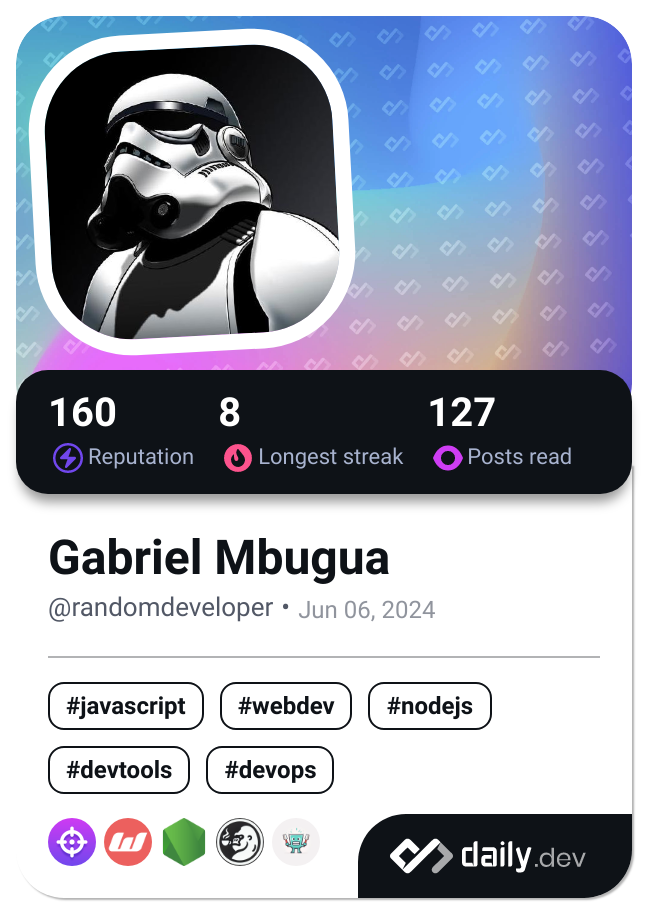 160 8 127
Reputation Longest streak Posts read
Gabriel Mbugua
@randomdeveloper • Jun 06, 2024
#javascript #webdev #nodejs
#devtools #devops
daily.dev